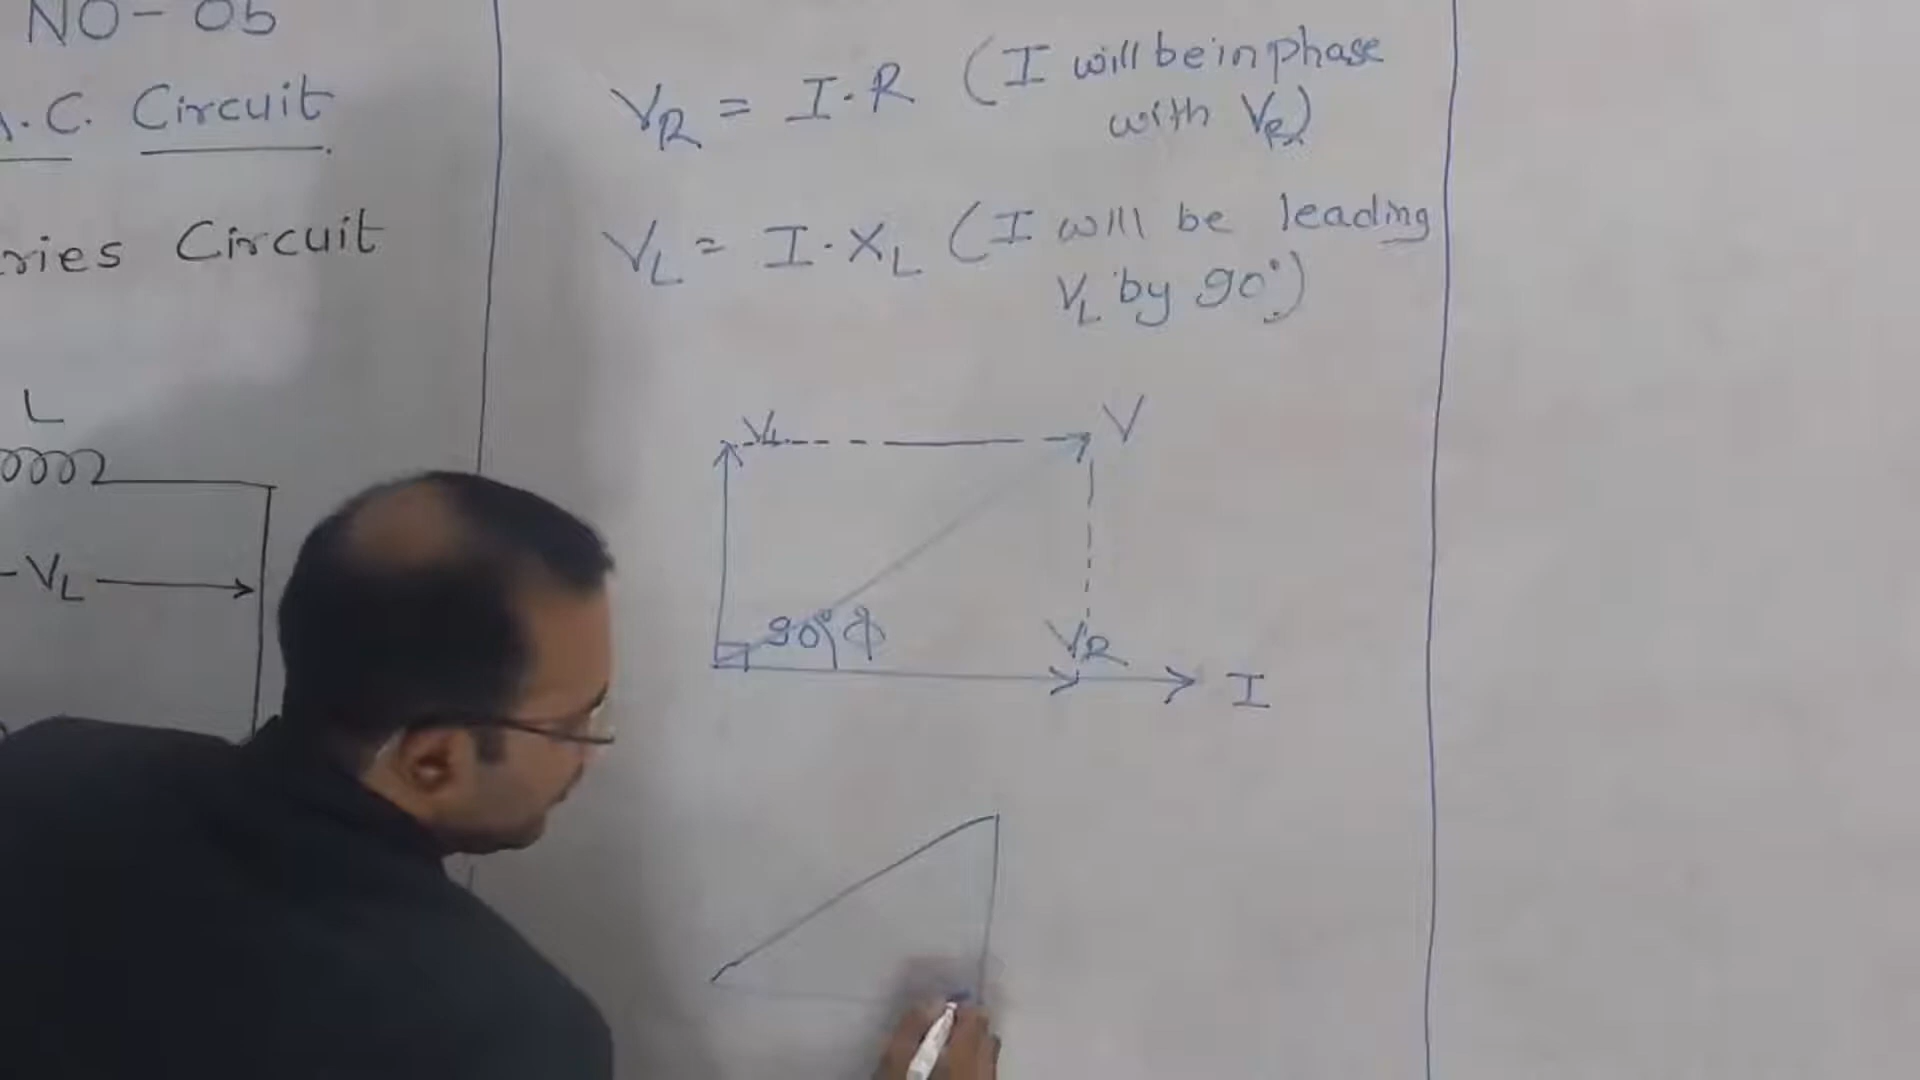 NO-05
A.C. Circuit
ries Circuit
L
-VL
VR = I.R (I will be in phase
with VR)
VL = I.XL (I will be leading
VL by 90°)
VL
V
90° ϕ
VR
I